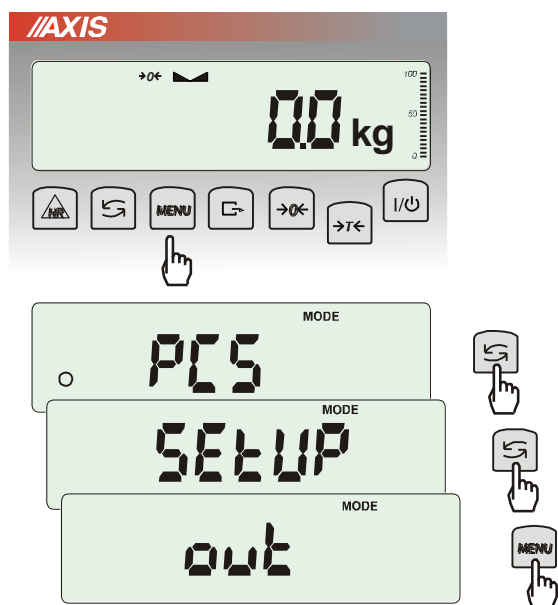 //AXIS
→0←
100
50
0
0.0 kg
HR
MENU
→0←
→T←
I/⏻
MODE
PCS
MODE
SEtUP
MODE
out
MENU